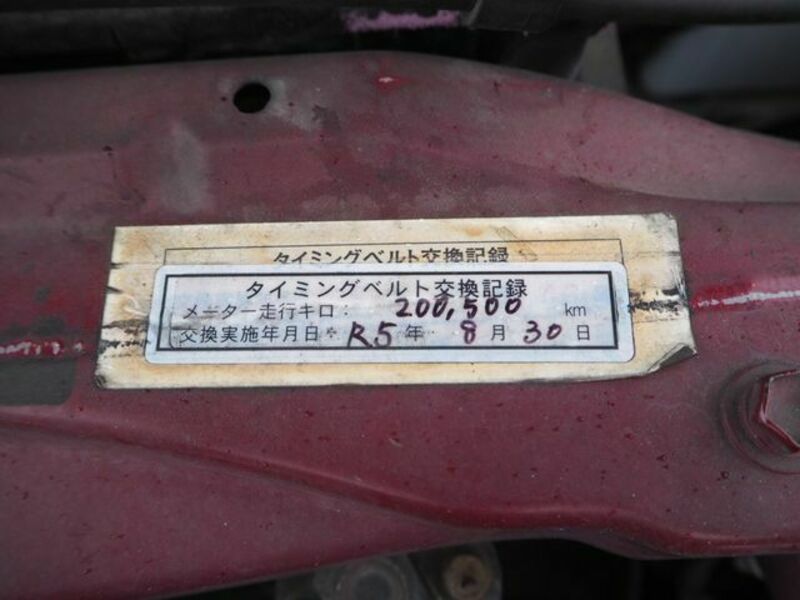 タイミングベルト交換記録
タイミングベルト交換記録
メーター走行キロ： 200,500 km
交換実施年月日・ R5 年 8 月 30 日